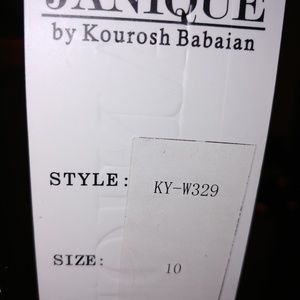 JANIQUE
by Kourosh Babaian
STYLE: KY-W329
SIZE: 10